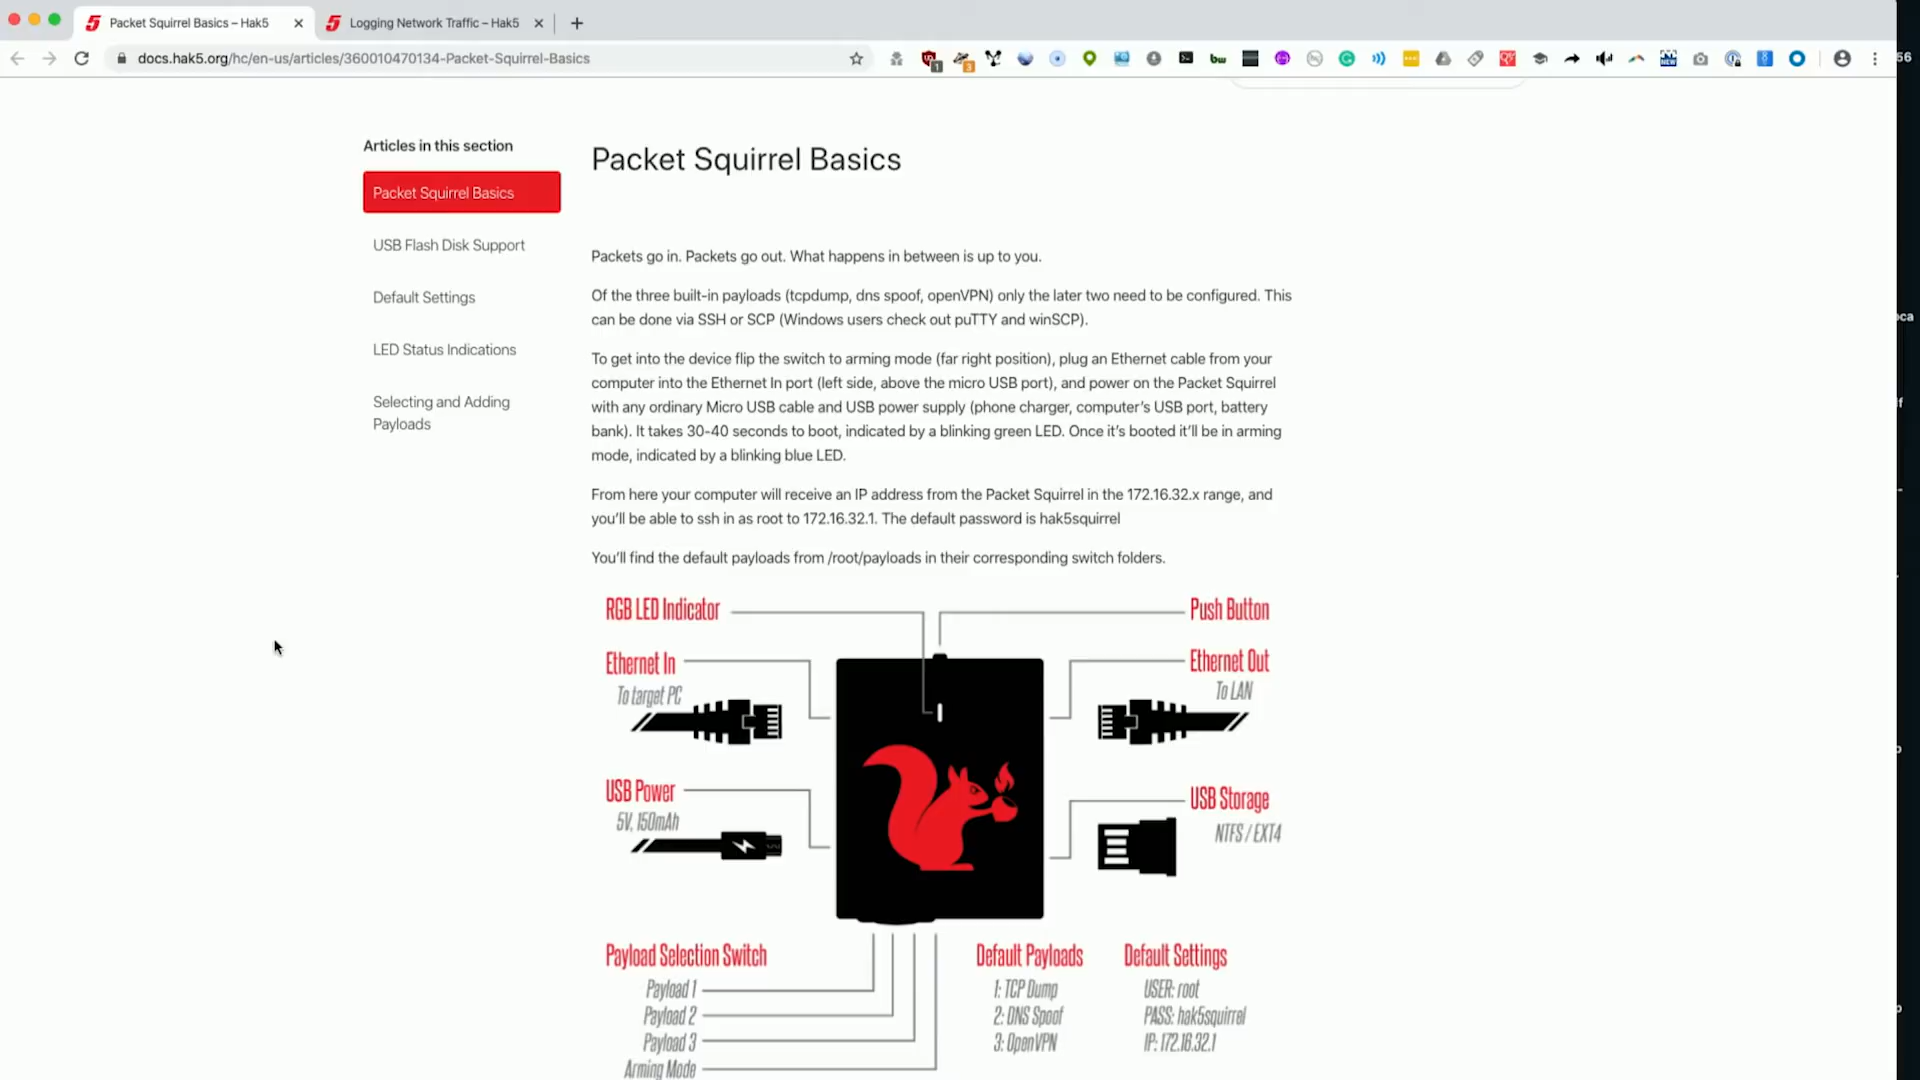 Packet Squirrel Basics – Hak5
Logging Network Traffic – Hak5
docs.hak5.org/hc/en-us/articles/360010470134-Packet-Squirrel-Basics
1
3
bw
NEW
56
Articles in this section
Packet Squirrel Basics
USB Flash Disk Support
Default Settings
LED Status Indications
Selecting and Adding
Payloads
Packet Squirrel Basics
Packets go in. Packets go out. What happens in between is up to you.
Of the three built-in payloads (tcpdump, dns spoof, openVPN) only the later two need to be configured. This
can be done via SSH or SCP (Windows users check out puTTY and winSCP).
To get into the device flip the switch to arming mode (far right position), plug an Ethernet cable from your
computer into the Ethernet In port (left side, above the micro USB port), and power on the Packet Squirrel
with any ordinary Micro USB cable and USB power supply (phone charger, computer's USB port, battery
bank). It takes 30-40 seconds to boot, indicated by a blinking green LED. Once it's booted it'll be in arming
mode, indicated by a blinking blue LED.
From here your computer will receive an IP address from the Packet Squirrel in the 172.16.32.x range, and
you'll be able to ssh in as root to 172.16.32.1. The default password is hak5squirrel
You'll find the default payloads from /root/payloads in their corresponding switch folders.
RGB LED Indicator
Push Button
Ethernet In
To target PC
Ethernet Out
To LAN
USB Power
5V, 150mAh
USB Storage
NTFS / EXT4
Payload Selection Switch
Payload 1
Payload 2
Payload 3
Arming Mode
Default Payloads
1: TCP Dump
2: DNS Spoof
3: OpenVPN
Default Settings
USER: root
PASS: hak5squirrel
IP: 172.16.32.1